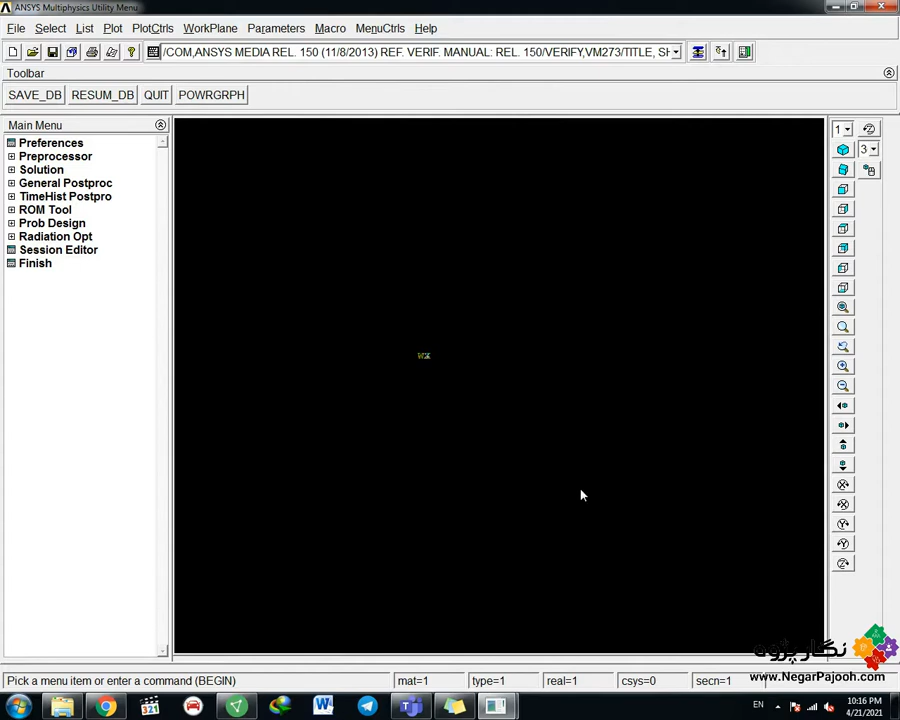 ANSYS Multiphysics Utility Menu
File Select List Plot PlotCtrls WorkPlane Parameters Macro MenuCtrls Help
/COM,ANSYS MEDIA REL. 150 (11/8/2013) REF. VERIF. MANUAL: REL. 150/VERIFY,VM273/TITLE, SH
Toolbar
SAVE_DB RESUM_DB QUIT POWRGRPH
Main Menu
1
3
Preferences
Preprocessor
Solution
General Postproc
TimeHist Postpro
ROM Tool
Prob Design
Radiation Opt
Session Editor
Finish
نگار پژوه
www.NegarPajooh.com
Pick a menu item or enter a command (BEGIN) mat=1 type=1 real=1 csys=0 secn=1
321 W EN 10:16 PM
4/21/2021